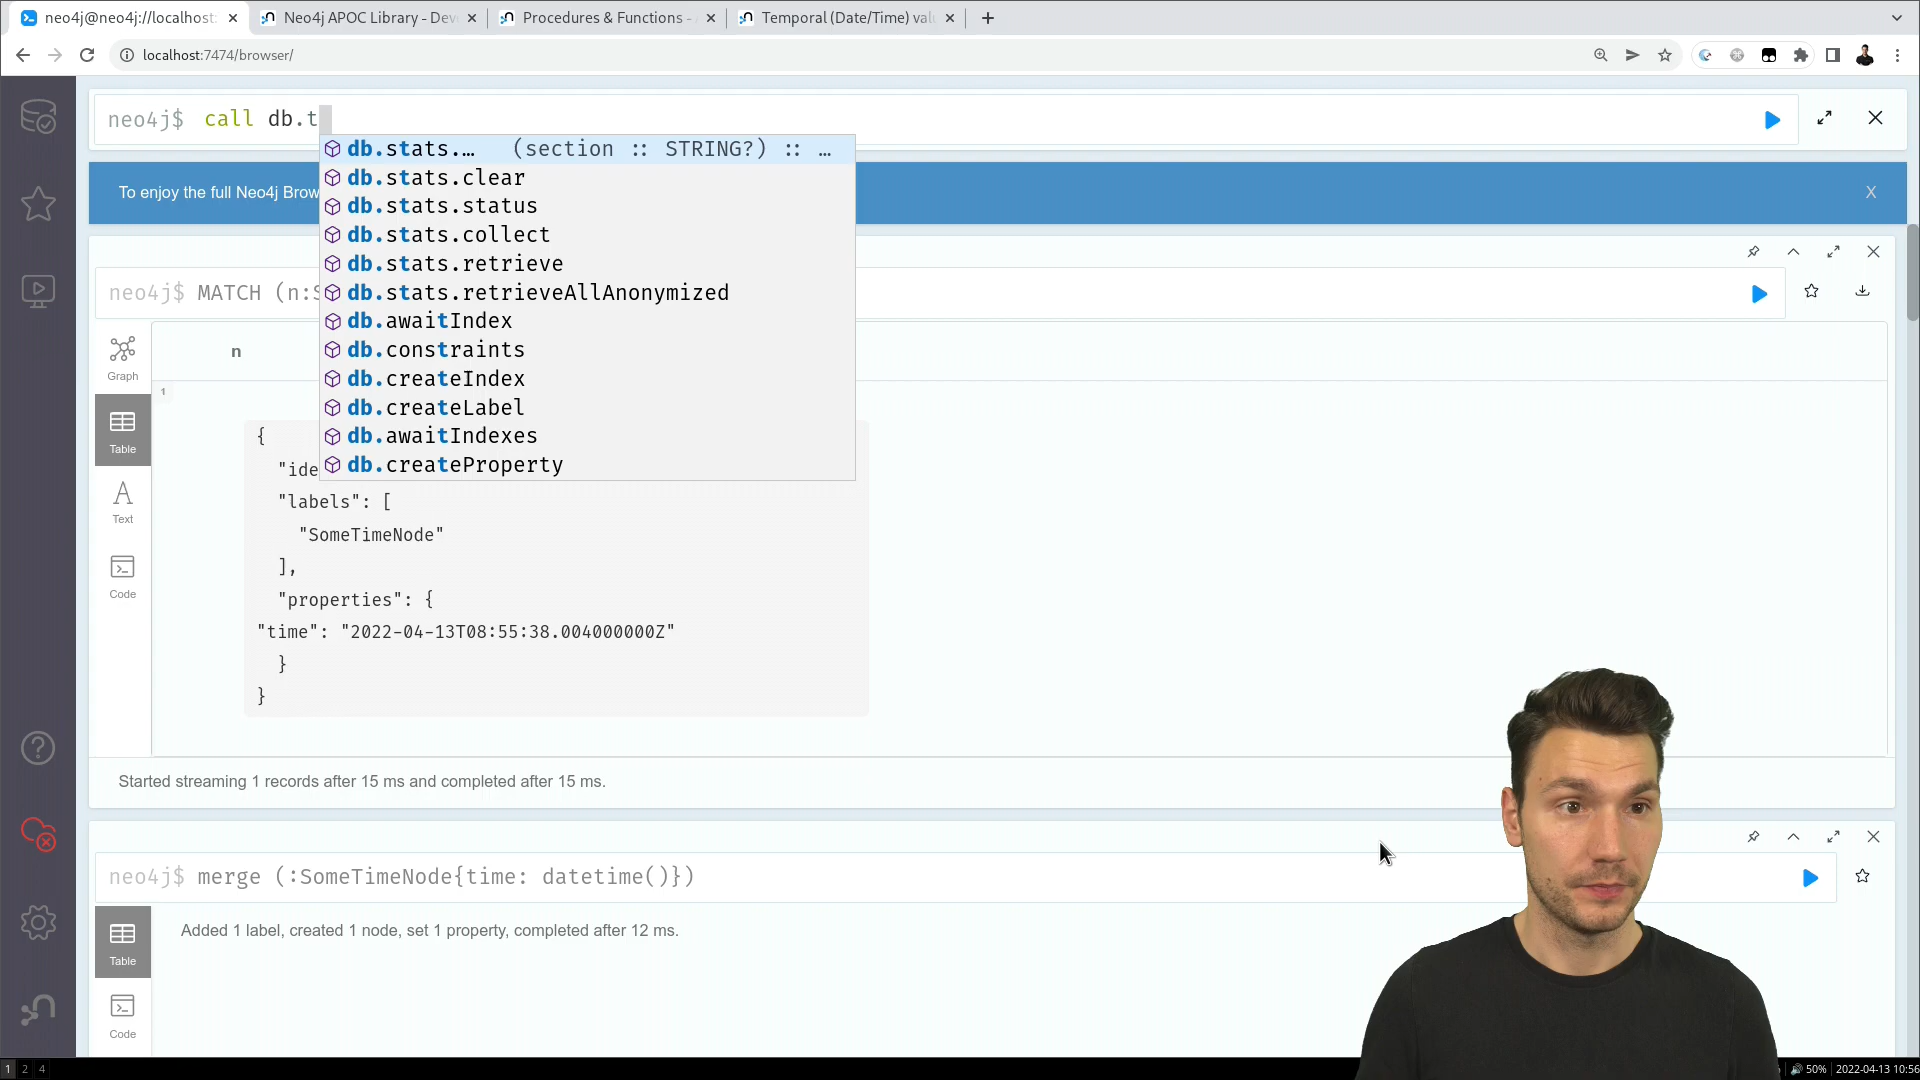 neo4j@neo4j://localhost:
Neo4j APOC Library - Dev
Procedures & Functions -
Temporal (Date/Time) val
localhost:7474/browser/
neo4j$ call db.t
db.stats.… (section :: STRING?) :: …
db.stats.clear
db.stats.status
db.stats.collect
db.stats.retrieve
db.stats.retrieveAllAnonymized
db.awaitIndex
db.constraints
db.createIndex
db.createLabel
db.awaitIndexes
db.createProperty
To enjoy the full Neo4j Brow
X
neo4j$ MATCH (n:S
Graph
Table
Text
Code
n
1
{
"ide
"labels": [
"SomeTimeNode"
],
"properties": {
"time": "2022-04-13T08:55:38.004000000Z"
}
}
Started streaming 1 records after 15 ms and completed after 15 ms.
neo4j$ merge (:SomeTimeNode{time: datetime()})
Table
Code
Added 1 label, created 1 node, set 1 property, completed after 12 ms.
1 2 4
50% 2022-04-13 10:56